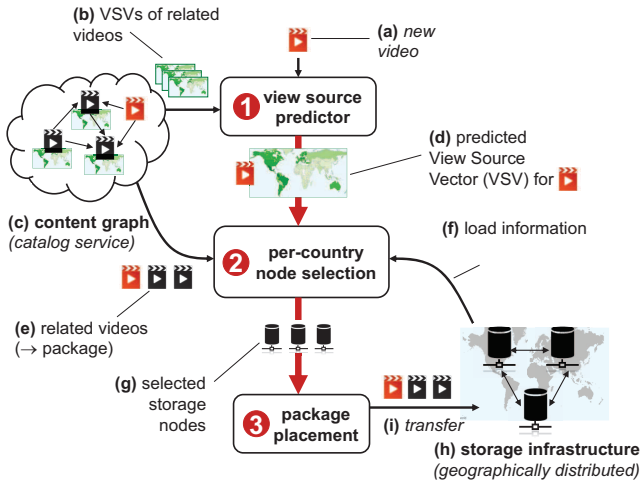 (b) VSVs of related
videos
(a) new
video
1 view source
predictor
(d) predicted
View Source
Vector (VSV) for
(c) content graph
(catalog service)
(f) load information
2 per-country
node selection
(e) related videos
(→ package)
(g) selected
storage
nodes
3 package
placement
(i) transfer
(h) storage infrastructure
(geographically distributed)